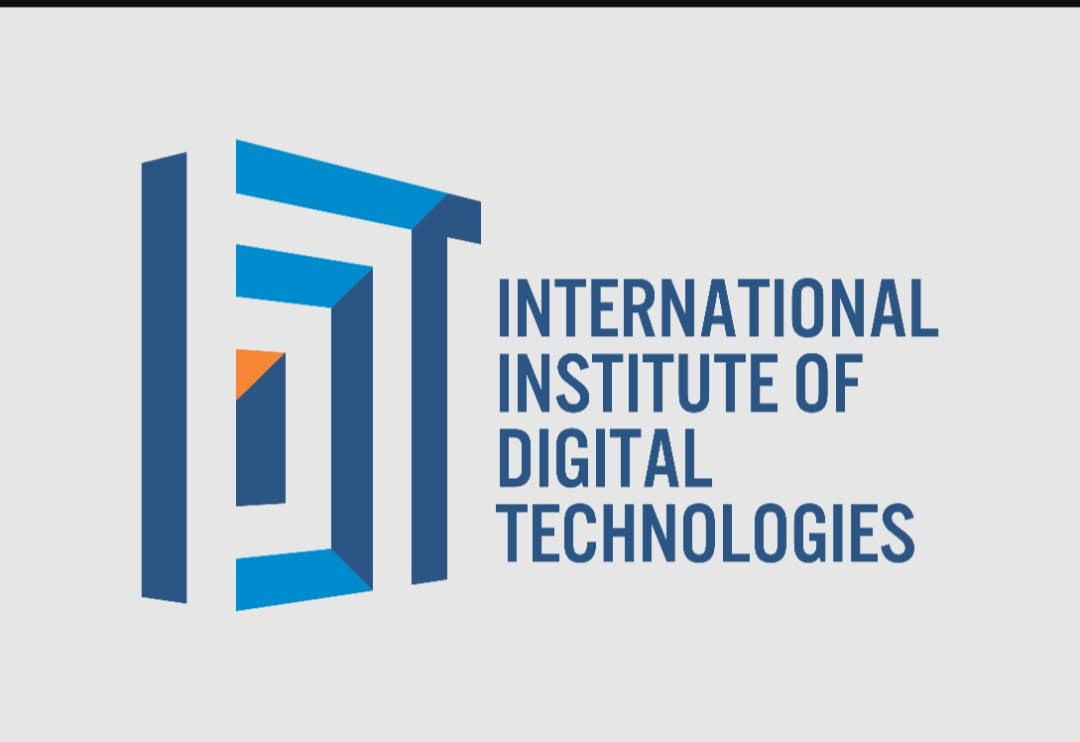 INTERNATIONAL
INSTITUTE OF
DIGITAL
TECHNOLOGIES